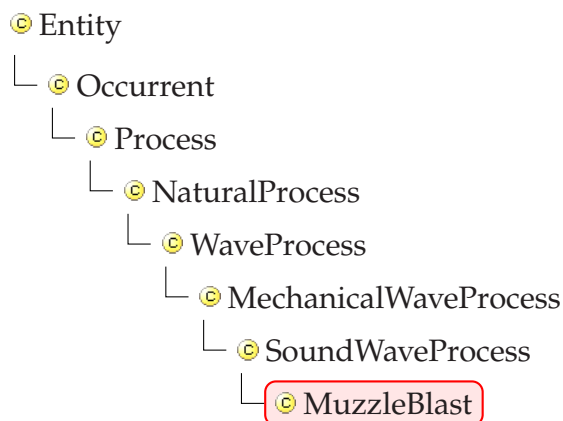 C Entity
C Occurrent
C Process
C NaturalProcess
C WaveProcess
C MechanicalWaveProcess
C SoundWaveProcess
C MuzzleBlast